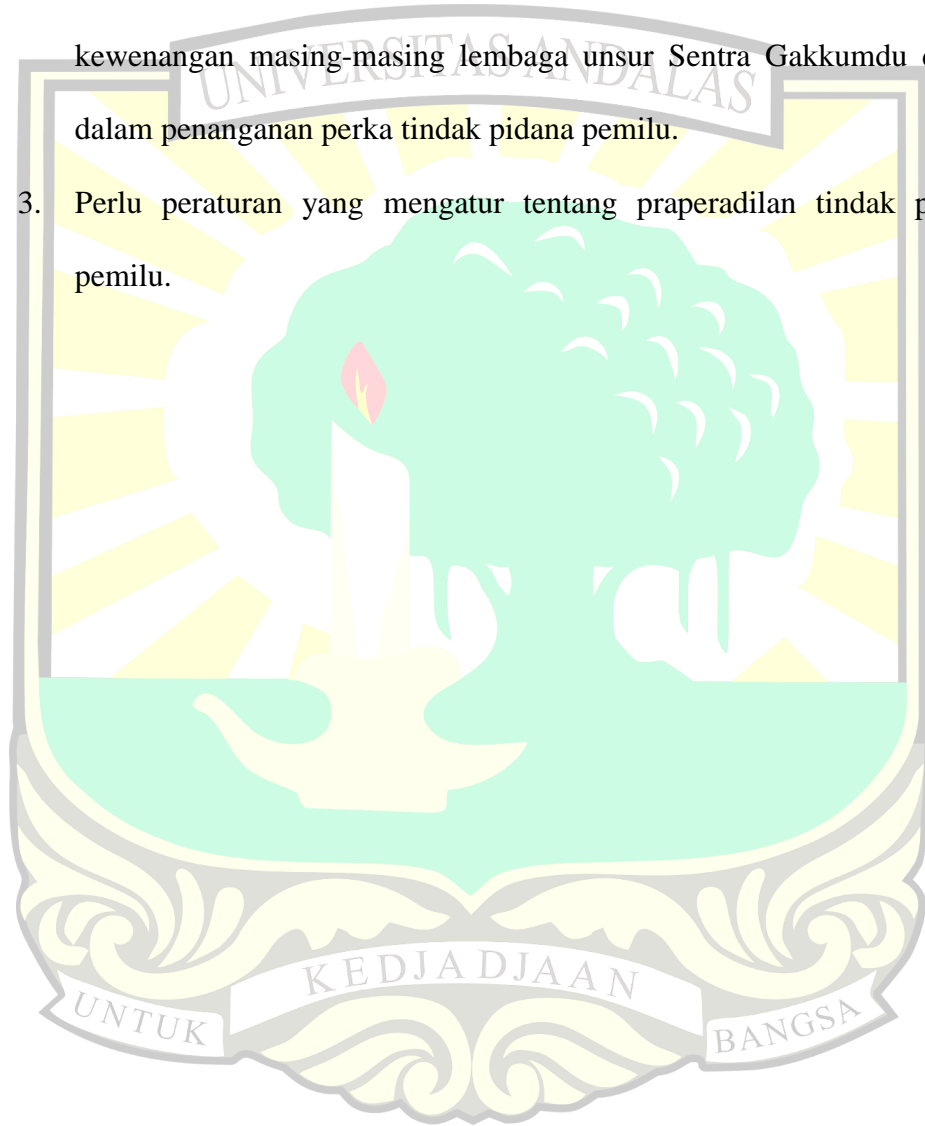 kewenangan masing-masing lembaga unsur Sentra Gakkumdu
UNIVERSITAS ANDALAS
dalam penanganan perka tindak pidana pemilu.
3. Perlu peraturan yang mengatur tentang praperadilan tindak
pemilu.
UNTUK KEDJADJAAN BANGSA